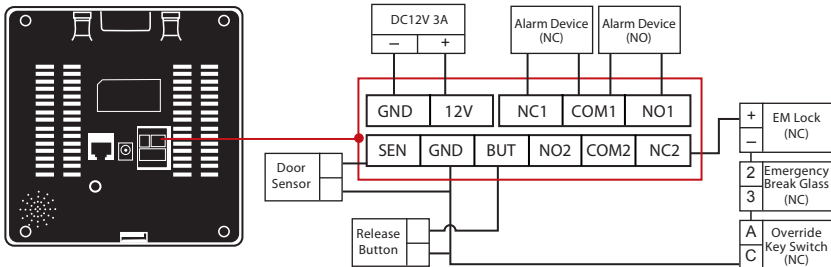 DC12V 3A
– +
Alarm Device
(NC)
Alarm Device
(NO)
GND 12V NC1 COM1 NO1
SEN GND BUT NO2 COM2 NC2
Door
Sensor
Release
Button
+
–
EM Lock
(NC)
2
3
Emergency
Break Glass
(NC)
A
C
Override
Key Switch
(NC)